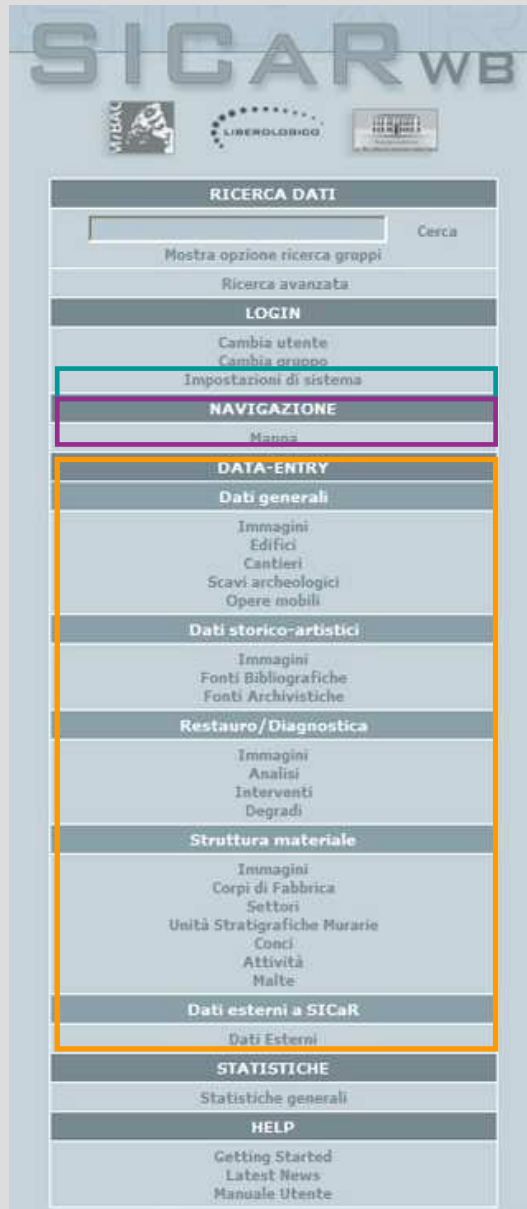 SICAR WB
MiBAC
LIBEROLOGICO
RICERCA DATI
Cerca
Mostra opzione ricerca gruppi
Ricerca avanzata
LOGIN
Cambia utente
Cambia gruppo
Impostazioni di sistema
NAVIGAZIONE
Mappa
DATA-ENTRY
Dati generali
Immagini
Edifici
Cantieri
Scavi archeologici
Opere mobili
Dati storico-artistici
Immagini
Fonti Bibliografiche
Fonti Archivistiche
Restauro/Diagnostica
Immagini
Analisi
Interventi
Degradi
Struttura materiale
Immagini
Corpi di Fabbrica
Settori
Unità Stratigrafiche Murarie
Conci
Attività
Malte
Dati esterni a SICaR
Dati Esterni
STATISTICHE
Statistiche generali
HELP
Getting Started
Latest News
Manuale Utente